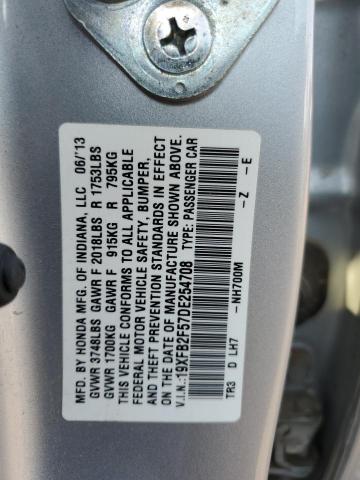 MFD. BY HONDA MFG. OF INDIANA, LLC 06/'13
GVWR 3748LBS GAWR F 2018LBS R 1753LBS
GVWR 1700KG GAWR F 915KG R 795KG
THIS VEHICLE CONFORMS TO ALL APPLICABLE
FEDERAL MOTOR VEHICLE SAFETY, BUMPER,
AND THEFT PREVENTION STANDARDS IN EFFECT
ON THE DATE OF MANUFACTURE SHOWN ABOVE.
V.I.N.:19XFB2F57DE254708 TYPE: PASSENGER CAR
TR3 D LH7 -NH700M -Z -E